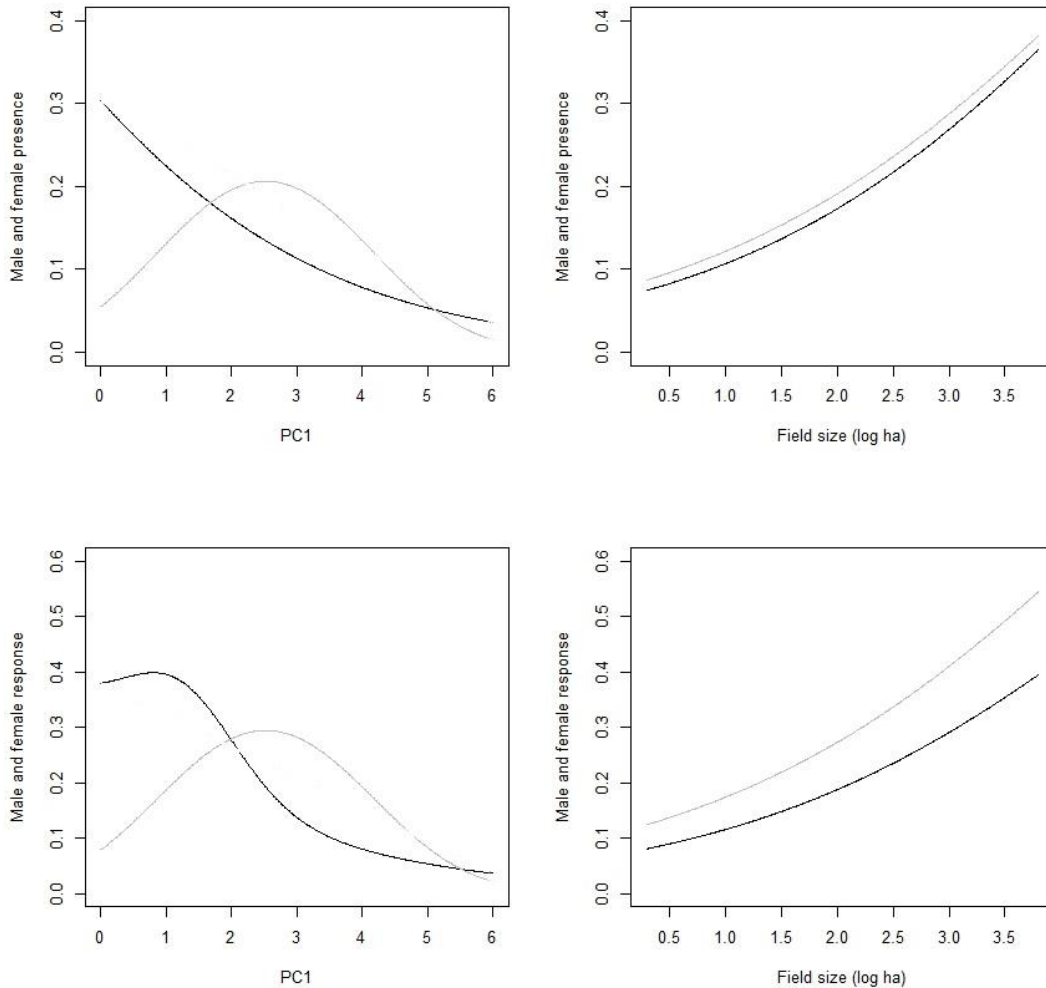 Male and female presence
0.0 0.1 0.2 0.3 0.4
0 1 2 3 4 5 6
PC1
Male and female presence
0.0 0.1 0.2 0.3 0.4
0.5 1.0 1.5 2.0 2.5 3.0 3.5
Field size (log ha)
Male and female response
0.0 0.1 0.2 0.3 0.4 0.5 0.6
0 1 2 3 4 5 6
PC1
Male and female response
0.0 0.1 0.2 0.3 0.4 0.5 0.6
0.5 1.0 1.5 2.0 2.5 3.0 3.5
Field size (log ha)